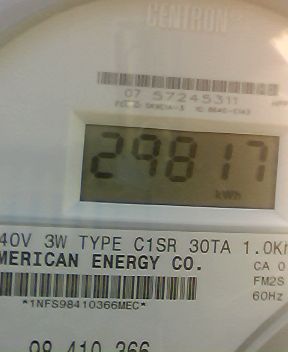 CENTRON
07 57245311
29817
kWh
40V 3W TYPE C1SR 30TA 1.0Kh
MERICAN ENERGY CO.
CA 0
FM2S
60Hz
*1NFS98410366MEC*
98 410 366